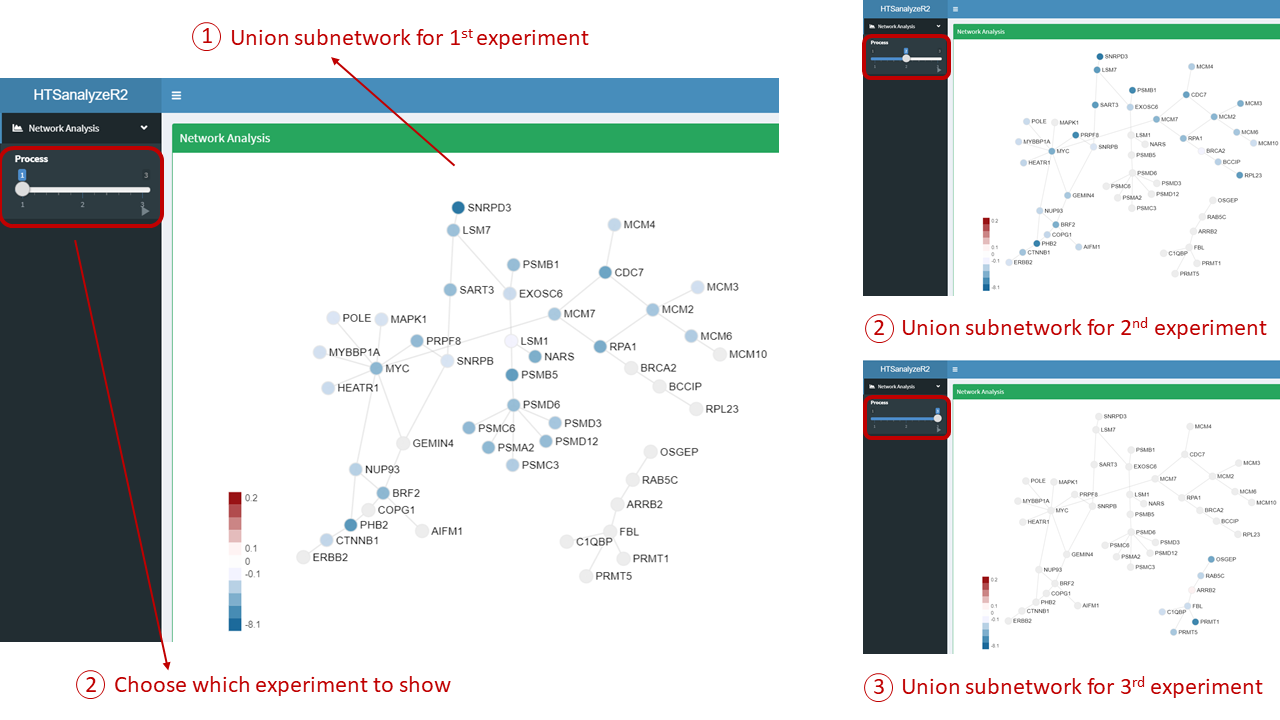 ① Union subnetwork for 1st experiment
HTSanalyzeR2
Network Analysis
Network Analysis
Process
1
3
1 2 3
SNRPD3
LSM7
MCM4
PSMB1
CDC7
SART3
EXOSC6
MCM3
MCM7
MCM2
POLE
MAPK1
PRPF8
LSM1
RPA1
MCM6
MYBBP1A
SNRPB
NARS
MCM10
MYC
PSMB5
BRCA2
HEATR1
BCCIP
PSMD6
RPL23
PSMC6
PSMD3
GEMIN4
PSMA2
PSMD12
OSGEP
NUP93
PSMC3
RAB5C
BRF2
COPG1
ARRB2
PHB2
AIFM1
FBL
CTNNB1
C1QBP
ERBB2
PRMT1
PRMT5
0.2
0.1
0
-0.1
-8.1
② Choose which experiment to show
HTSanalyzeR2
Network Analysis
Network Analysis
Process
SNRPD3
LSM7
MCM4
PSMB1
CDC7
SART3
EXOSC6
MCM3
MCM7
MCM2
POLE
MAPK1
PRPF8
LSM1
RPA1
MCM6
MYBBP1A
SNRPB
NARS
MCM10
MYC
PSMB5
BRCA2
HEATR1
BCCIP
PSMD6
RPL23
PSMC6
PSMD3
GEMIN4
PSMA2
PSMD12
OSGEP
NUP93
PSMC3
RAB5C
BRF2
COPG1
ARRB2
PHB2
AIFM1
FBL
CTNNB1
C1QBP
ERBB2
PRMT1
PRMT5
0.2
0.1
0
-0.1
-8.1
② Union subnetwork for 2nd experiment
HTSanalyzeR2
Network Analysis
Network Analysis
Process
SNRPD3
LSM7
MCM4
PSMB1
CDC7
SART3
EXOSC6
MCM3
MCM7
MCM2
POLE
MAPK1
PRPF8
LSM1
RPA1
MCM6
MYBBP1A
SNRPB
NARS
MCM10
MYC
PSMB5
BRCA2
HEATR1
BCCIP
PSMD6
RPL23
PSMC6
PSMD3
GEMIN4
PSMA2
PSMD12
OSGEP
NUP93
PSMC3
RAB5C
BRF2
COPG1
ARRB2
PHB2
AIFM1
FBL
CTNNB1
C1QBP
ERBB2
PRMT1
PRMT5
0.2
0.1
0
-0.1
-8.1
③ Union subnetwork for 3rd experiment